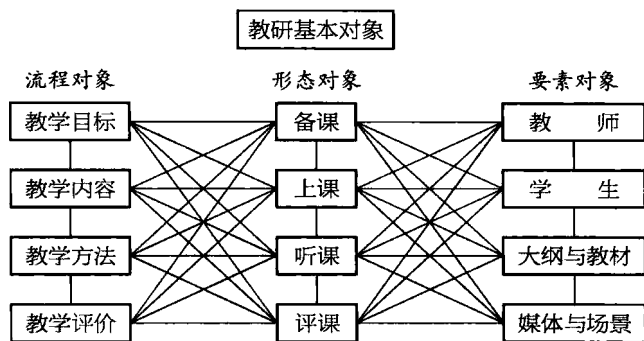 教研基本对象
流程对象 形态对象 要素对象
教学目标 备课 教 师
教学内容 上课 学 生
教学方法 听课 大纲与教材
教学评价 评课 媒体与场景